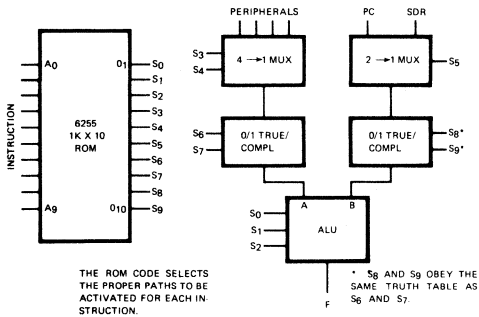 PERIPHERALS
PC SDR
INSTRUCTION
A0
A9
6255
1K X 10
ROM
01
010
S0
S1
S2
S3
S4
S5
S6
S7
S8
S9
S3
S4
4 → 1 MUX
2 → 1 MUX
S5
S6
S7
0/1 TRUE/
COMPL
0/1 TRUE/
COMPL
S8*
S9*
A B
S0
S1
S2
ALU
F
THE ROM CODE SELECTS
THE PROPER PATHS TO BE
ACTIVATED FOR EACH IN-
STRUCTION.
* S8 AND S9 OBEY THE
SAME TRUTH TABLE AS
S6 AND S7.